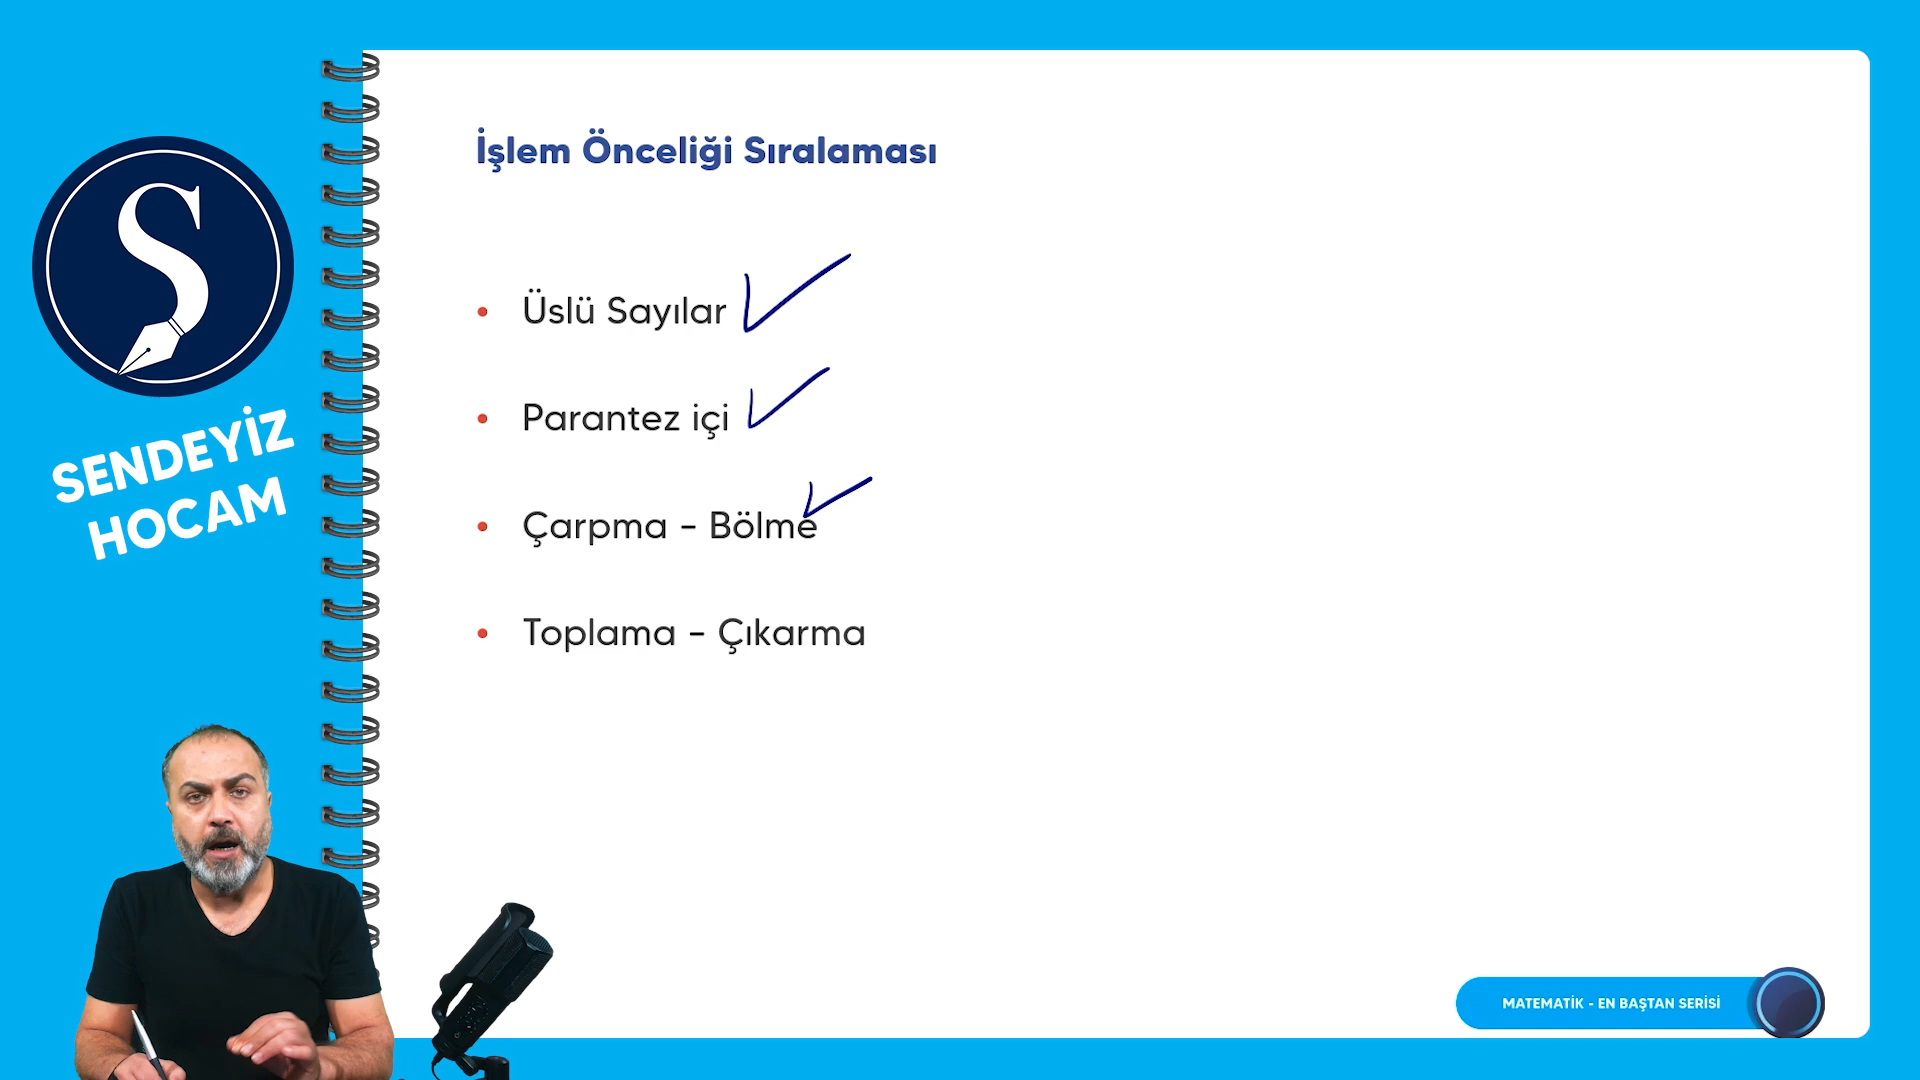 SENDEYİZ
HOCAM
İşlem Önceliği Sıralaması
• Üslü Sayılar
• Parantez içi
• Çarpma - Bölme
• Toplama - Çıkarma
MATEMATİK - EN BAŞTAN SERİSİ